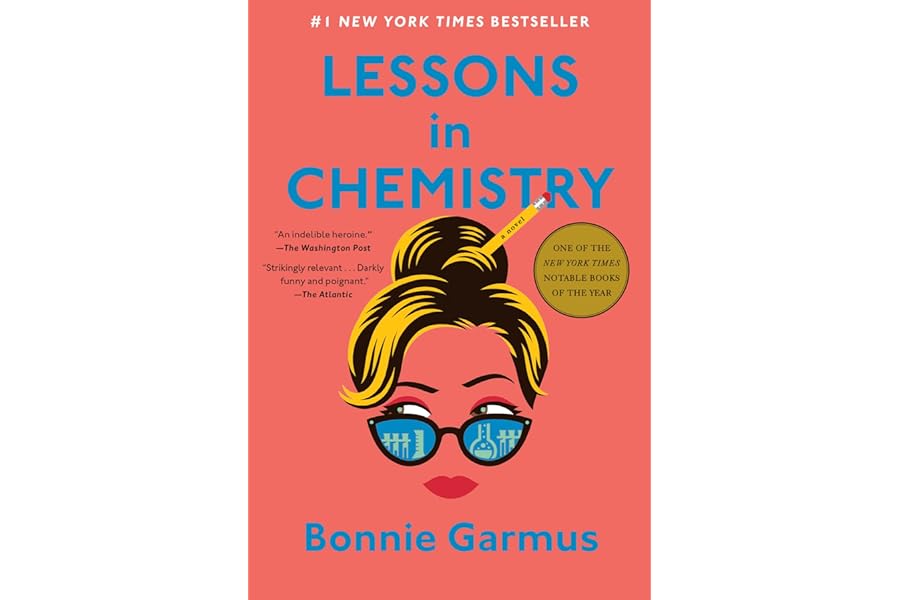 #1 NEW YORK TIMES BESTSELLER
LESSONS
in
CHEMISTRY
a novel
"An indelible heroine."
—The Washington Post
"Strikingly relevant . . . Darkly
funny and poignant."
—The Atlantic
ONE OF THE
NEW YORK TIMES
NOTABLE BOOKS
OF THE YEAR
Bonnie Garmus